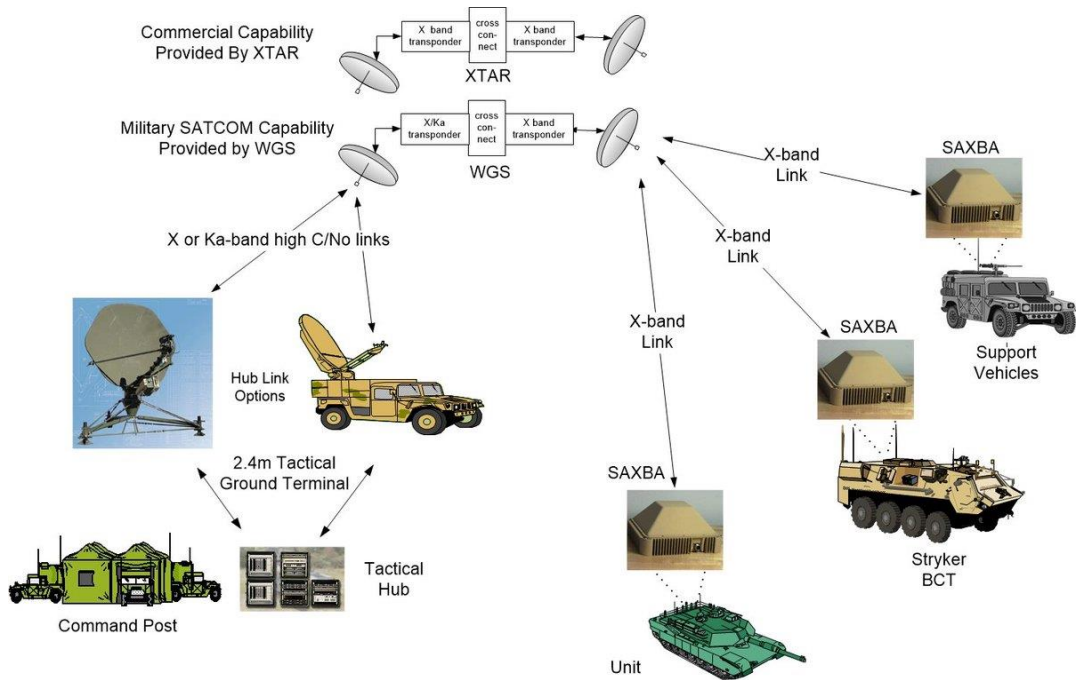 Commercial Capability
Provided By XTAR
X band
transponder
cross
con-
nect
X band
transponder
XTAR
Military SATCOM Capability
Provided by WGS
X/Ka
transponder
cross
con-
nect
X band
transponder
WGS
X-band
Link
SAXBA
X or Ka-band high C/No links
X-band
Link
X-band
Link
SAXBA
Support
Vehicles
Hub Link
Options
2.4m Tactical
Ground Terminal
SAXBA
Stryker
BCT
Tactical
Hub
Command Post
Unit